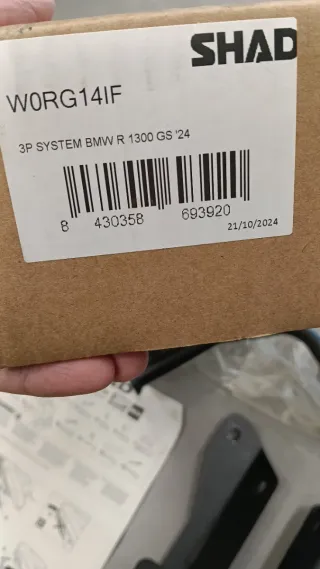 SHAD
W0RG14IF
3P SYSTEM BMW R 1300 GS '24
8 430358 693920
21/10/2024